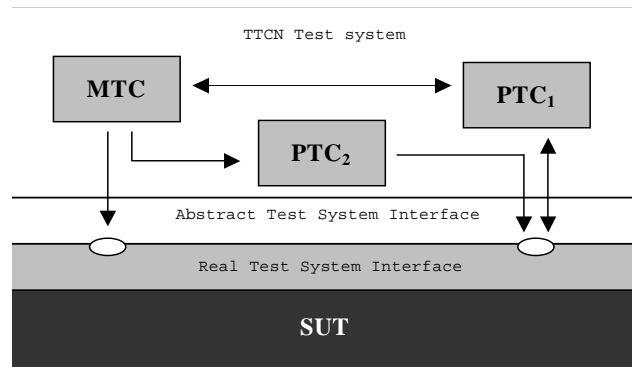 TTCN Test system
MTC
PTC₁
PTC₂
Abstract Test System Interface
Real Test System Interface
SUT